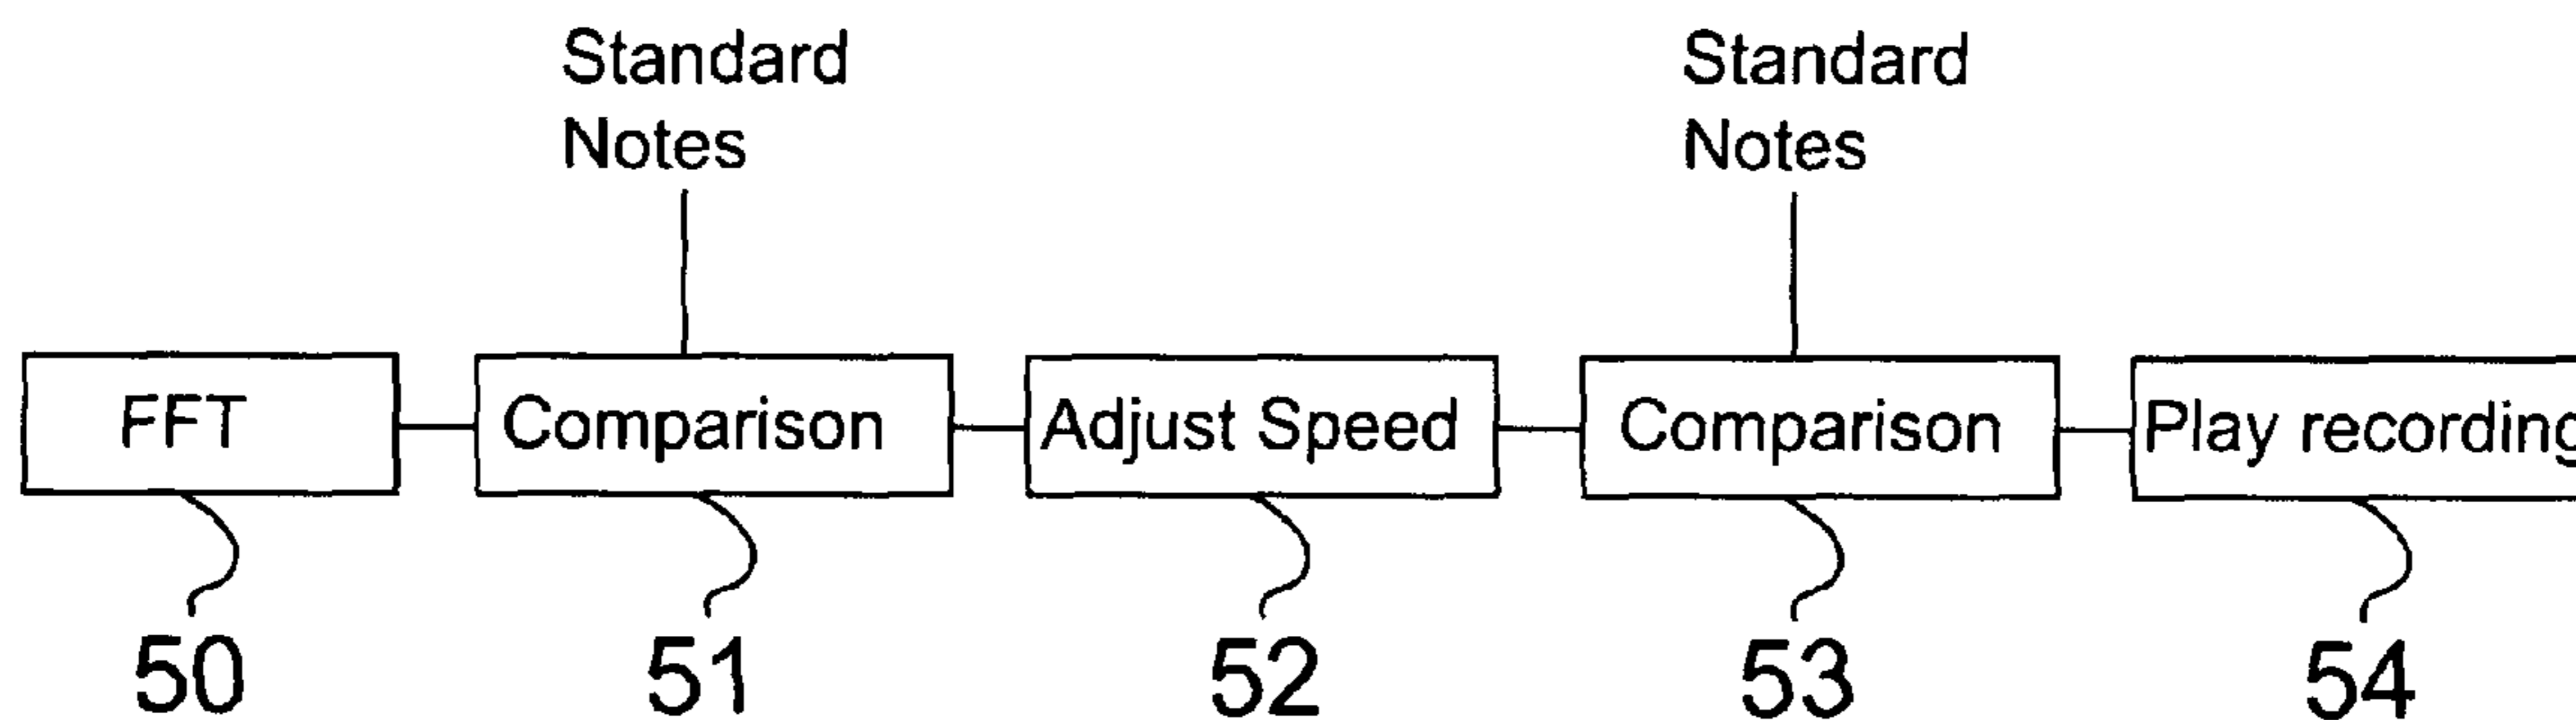 Standard
Notes
Standard
Notes
FFT
Comparison
Adjust Speed
Comparison
Play recording
50
51
52
53
54